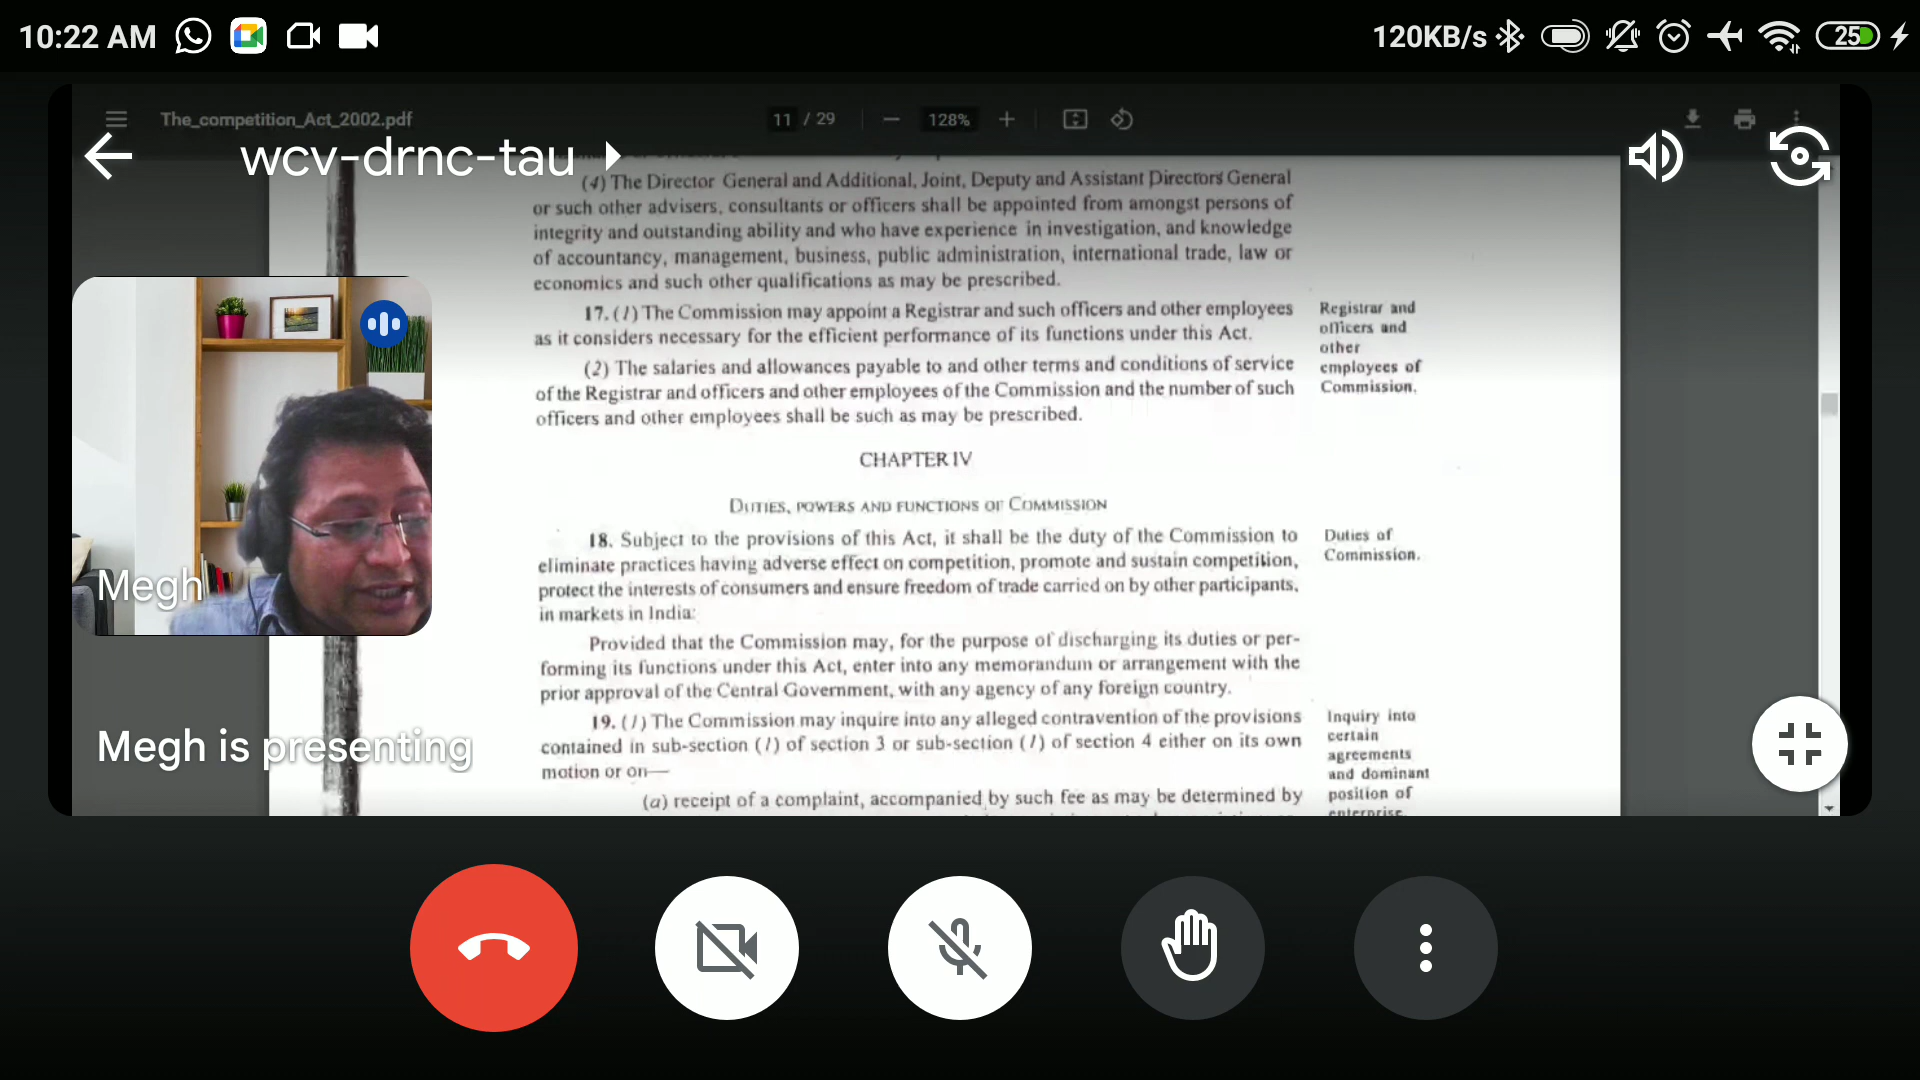 10:22 AM
120KB/s
25
The_competition_Act_2002.pdf
11 / 29
128%
wcv-drnc-tau
(4) The Director General and Additional, Joint, Deputy and Assistant Directors General
or such other advisers, consultants or officers shall be appointed from amongst persons of
integrity and outstanding ability and who have experience in investigation, and knowledge
of accountancy, management, business, public administration, international trade, law or
economics and such other qualifications as may be prescribed.
17. (1) The Commission may appoint a Registrar and such officers and other employees
as it considers necessary for the efficient performance of its functions under this Act.
Registrar and
officers and
other
employees of
Commission.
(2) The salaries and allowances payable to and other terms and conditions of service
of the Registrar and officers and other employees of the Commission and the number of such
officers and other employees shall be such as may be prescribed.
CHAPTER IV
DUTIES, POWERS AND FUNCTIONS OF COMMISSION
18. Subject to the provisions of this Act, it shall be the duty of the Commission to
eliminate practices having adverse effect on competition, promote and sustain competition,
protect the interests of consumers and ensure freedom of trade carried on by other participants,
in markets in India:
Duties of
Commission.
Provided that the Commission may, for the purpose of discharging its duties or per-
forming its functions under this Act, enter into any memorandum or arrangement with the
prior approval of the Central Government, with any agency of any foreign country.
19. (1) The Commission may inquire into any alleged contravention of the provisions
contained in sub-section (1) of section 3 or sub-section (1) of section 4 either on its own
motion or on—
(a) receipt of a complaint, accompanied by such fee as may be determined by
Inquiry into
certain
agreements
and dominant
position of
enterprise.
Megh
Megh is presenting